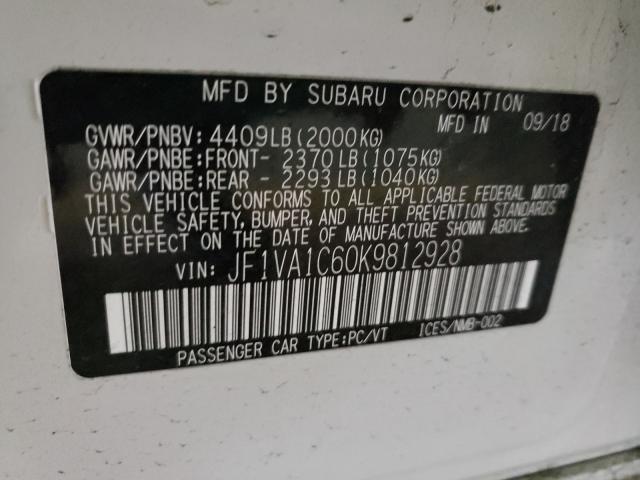 MFD BY SUBARU CORPORATION
MFD IN 09/18
GVWR/PNBV: 4409LB (2000KG)
GAWR/PNBE:FRONT- 2370 LB (1075KG)
GAWR/PNBE:REAR - 2293 LB (1040KG)
THIS VEHICLE CONFORMS TO ALL APPLICABLE FEDERAL MOTOR
VEHICLE SAFETY, BUMPER, AND THEFT PREVENTION STANDARDS
IN EFFECT ON THE DATE OF MANUFACTURE SHOWN ABOVE.
VIN: JF1VA1C60K9812928
PASSENGER CAR TYPE:PC/VT ICES/NMB-002